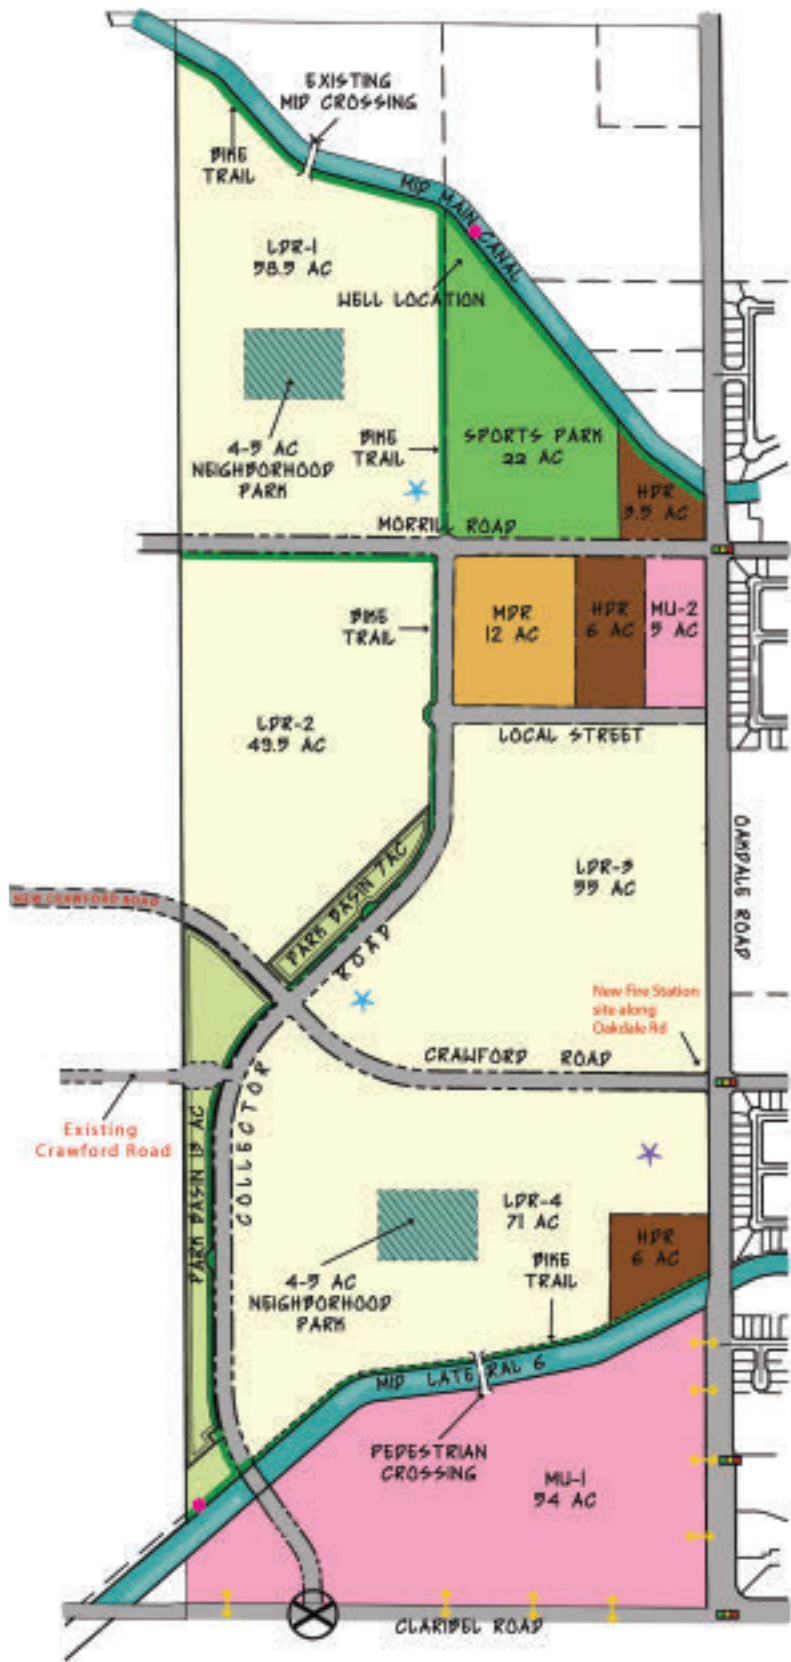 EXISTING
MID CROSSING
BIKE
TRAIL
MID MAIN CANAL
LDR-1
58.5 AC
WELL LOCATION
4-5 AC
NEIGHBORHOOD
PARK
BIKE
TRAIL
SPORTS PARK
22 AC
HDR
3.5 AC
MORRILL ROAD
BIKE
TRAIL
MDR
12 AC
HDR
6 AC
MU-2
5 AC
LDR-2
49.5 AC
LOCAL STREET
LDR-3
55 AC
OAKDALE ROAD
PARK BASIN 7 AC
NEW CRAWFORD ROAD
COLLECTOR ROAD
New Fire Station
site along
Oakdale Rd
CRAWFORD ROAD
Existing
Crawford Road
PARK BASIN 13 AC
LDR-4
71 AC
HDR
6 AC
BIKE
TRAIL
4-5 AC
NEIGHBORHOOD
PARK
MID LATERAL 6
PEDESTRIAN
CROSSING
MU-1
54 AC
CLARIBEL ROAD